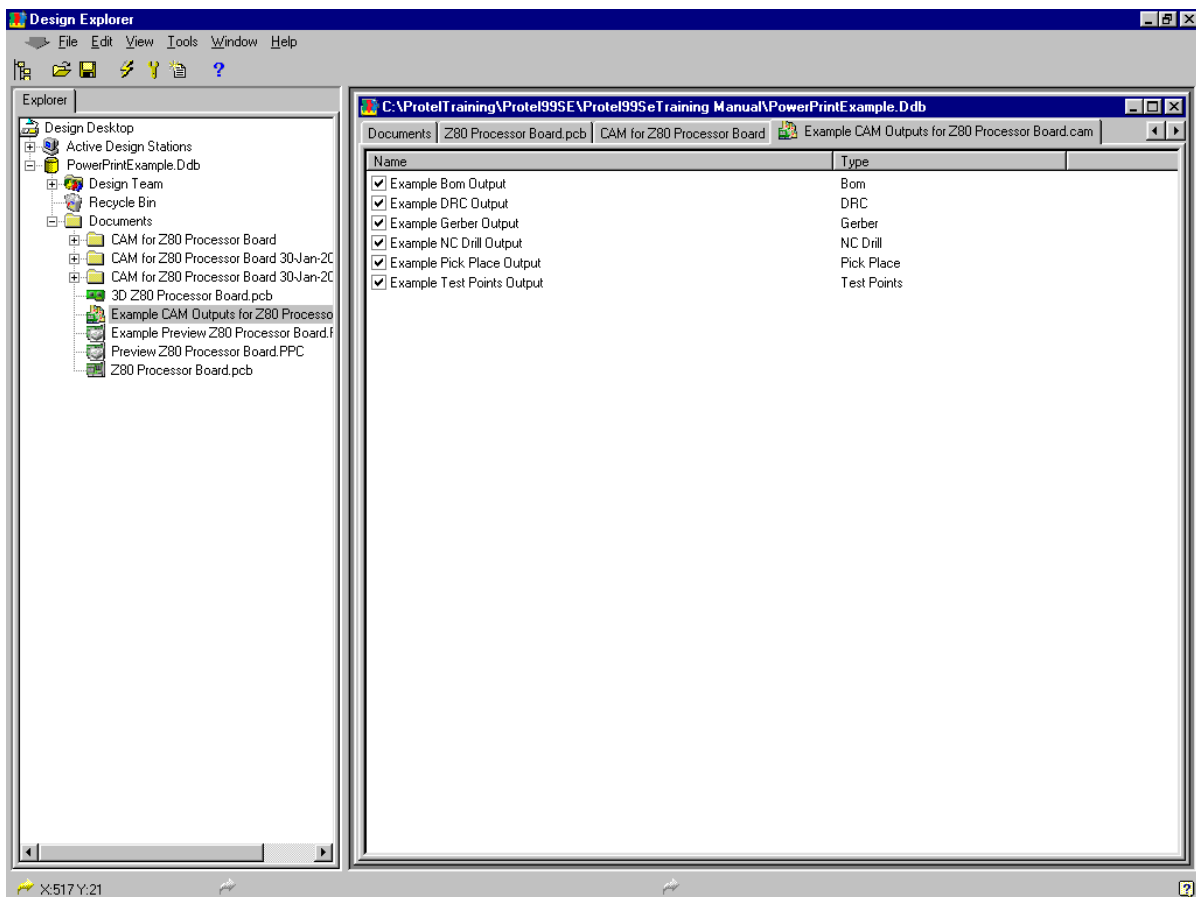 Design Explorer
File Edit View Tools Window Help
?
Explorer
Design Desktop
Active Design Stations
PowerPrintExample.Ddb
Design Team
Recycle Bin
Documents
CAM for Z80 Processor Board
CAM for Z80 Processor Board 30-Jan-20
CAM for Z80 Processor Board 30-Jan-20
3D Z80 Processor Board.pcb
Example CAM Outputs for Z80 Processo
Example Preview Z80 Processor Board.P
Preview Z80 Processor Board.PPC
Z80 Processor Board.pcb
C:\ProtelTraining\Protel99SE\Protel99SeTraining Manual\PowerPrintExample.Ddb
Documents Z80 Processor Board.pcb CAM for Z80 Processor Board Example CAM Outputs for Z80 Processor Board.cam
Name Type
Example Bom Output Bom
Example DRC Output DRC
Example Gerber Output Gerber
Example NC Drill Output NC Drill
Example Pick Place Output Pick Place
Example Test Points Output Test Points
X:517 Y:21